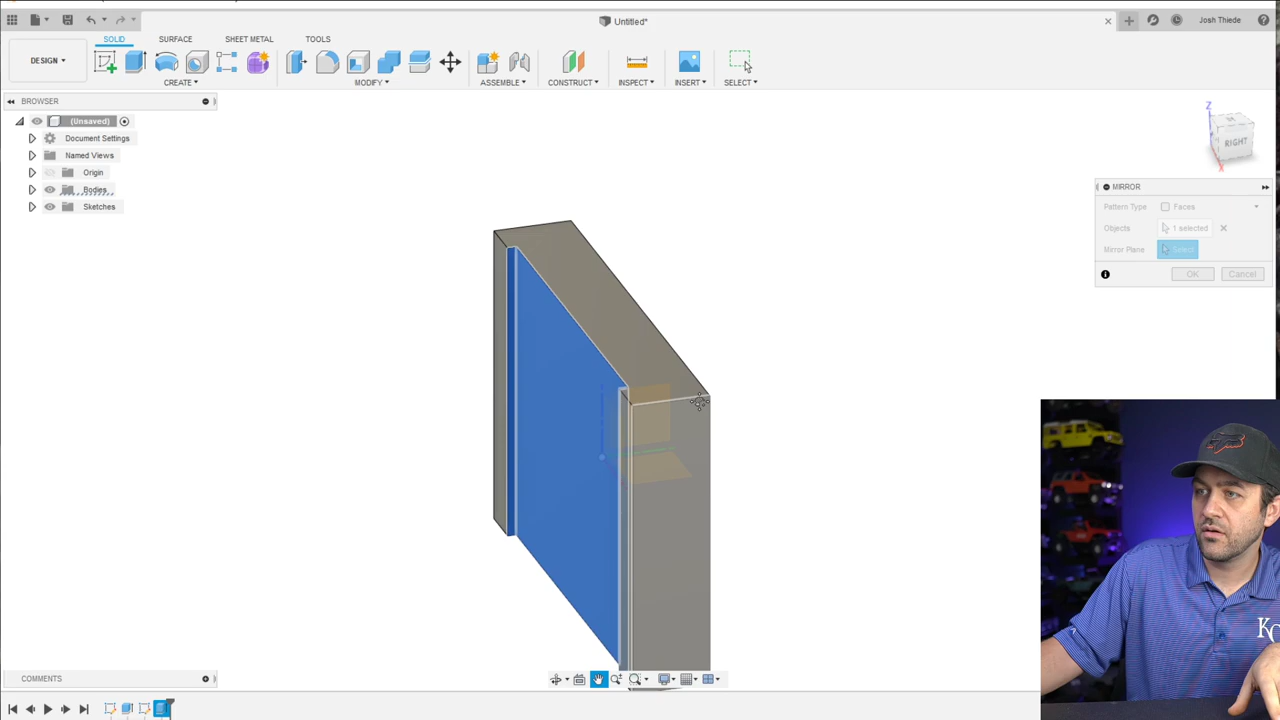 Untitled*
Josh Thiede
DESIGN
SOLID SURFACE SHEET METAL TOOLS
CREATE MODIFY ASSEMBLE CONSTRUCT INSPECT INSERT SELECT
BROWSER
(Unsaved)
Document Settings
Named Views
Origin
Bodies
Sketches
Z
RIGHT
X
MIRROR
Pattern Type Faces
Objects 1 selected
Mirror Plane Select
OK Cancel
KC
COMMENTS